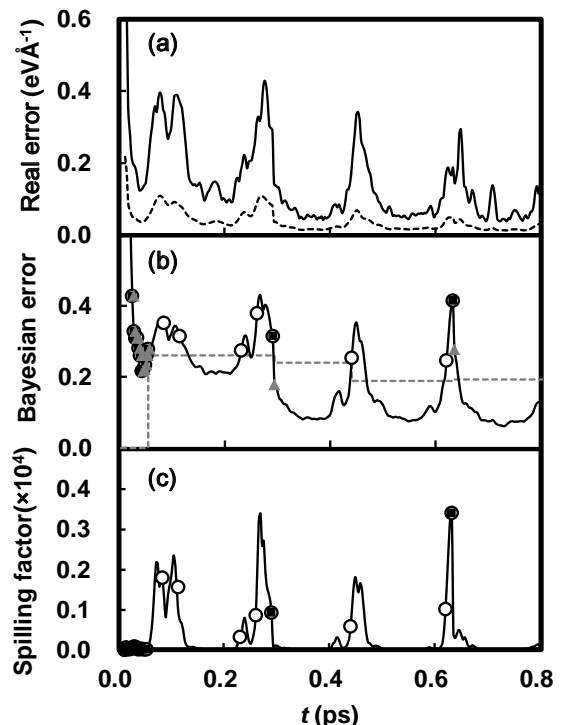 0.6
(a)
0.4
0.2
0.0
Real error (eVÅ-1)
(b)
0.4
0.2
0.0
Bayesian error
(c)
0.4
0.3
0.2
0.1
0.0
Spilling factor(×10⁴)
0.0 0.2 0.4 0.6 0.8
t (ps)